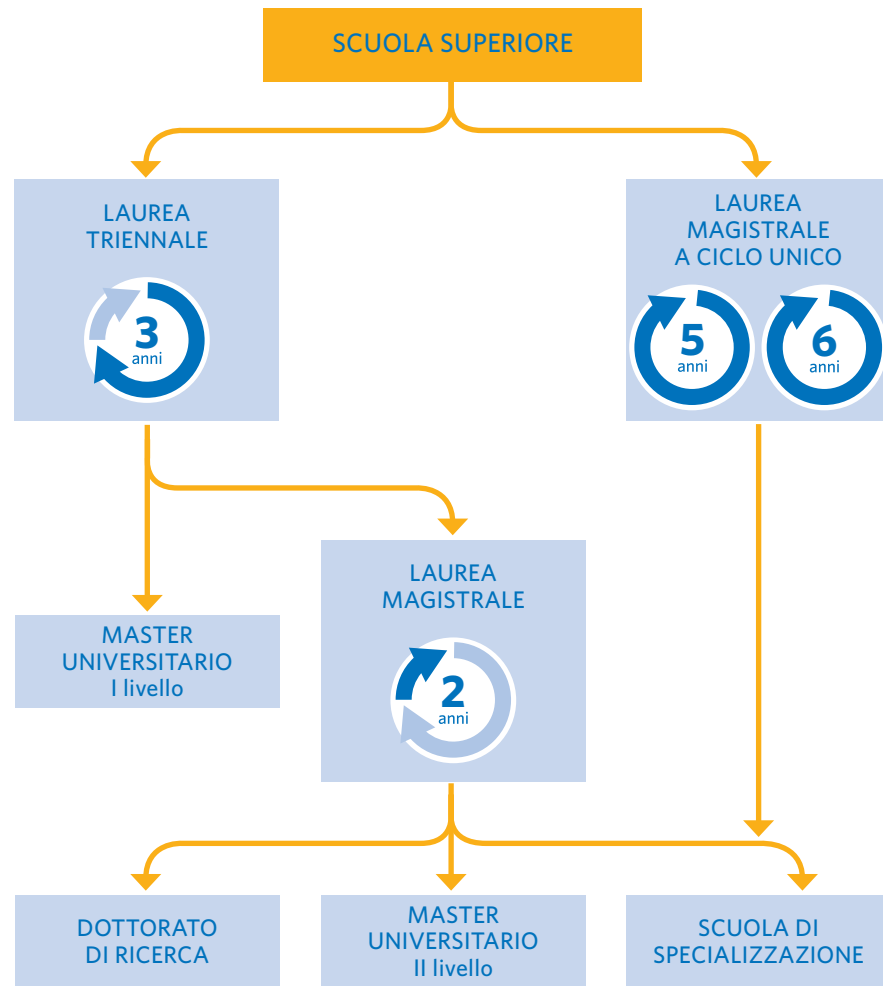 SCUOLA SUPERIORE
LAUREA
TRIENNALE
3
anni
LAUREA
MAGISTRALE
A CICLO UNICO
5
anni
6
anni
LAUREA
MAGISTRALE
2
anni
MASTER
UNIVERSITARIO
I livello
DOTTORATO
DI RICERCA
MASTER
UNIVERSITARIO
II livello
SCUOLA DI
SPECIALIZZAZIONE